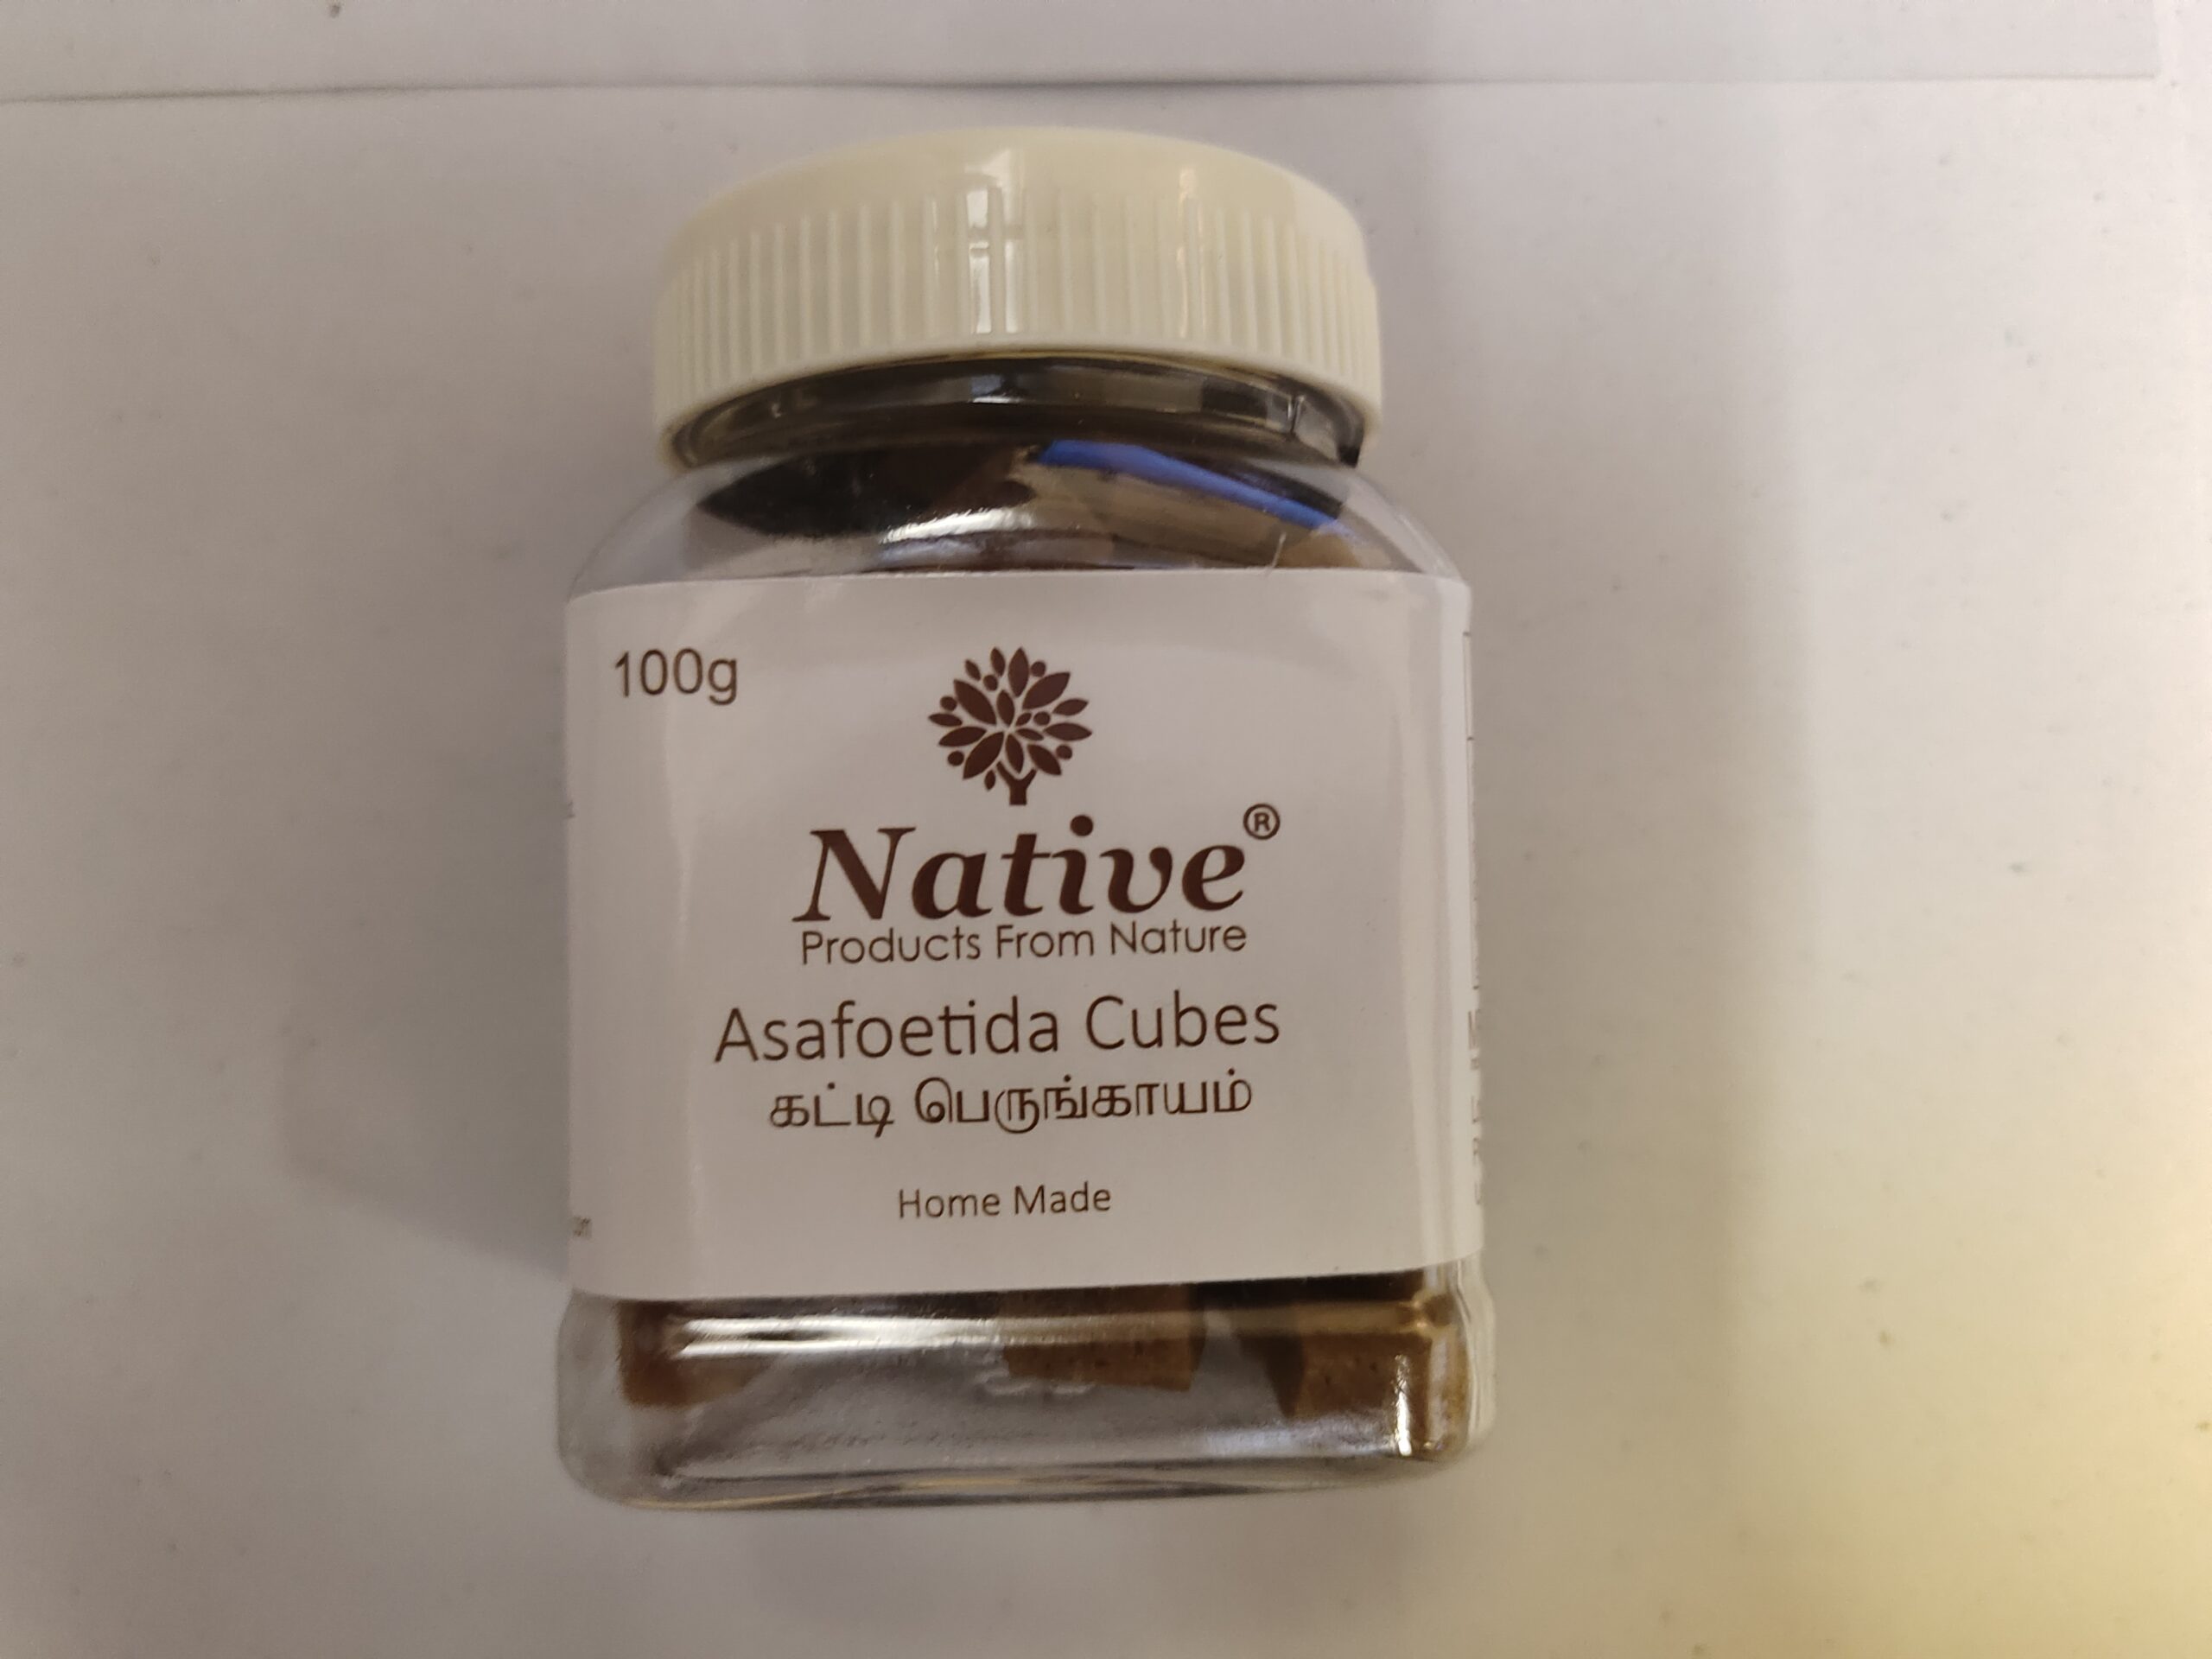 100g
Native®
Products From Nature
Asafoetida Cubes
கட்டி பெருங்காயம்
Home Made